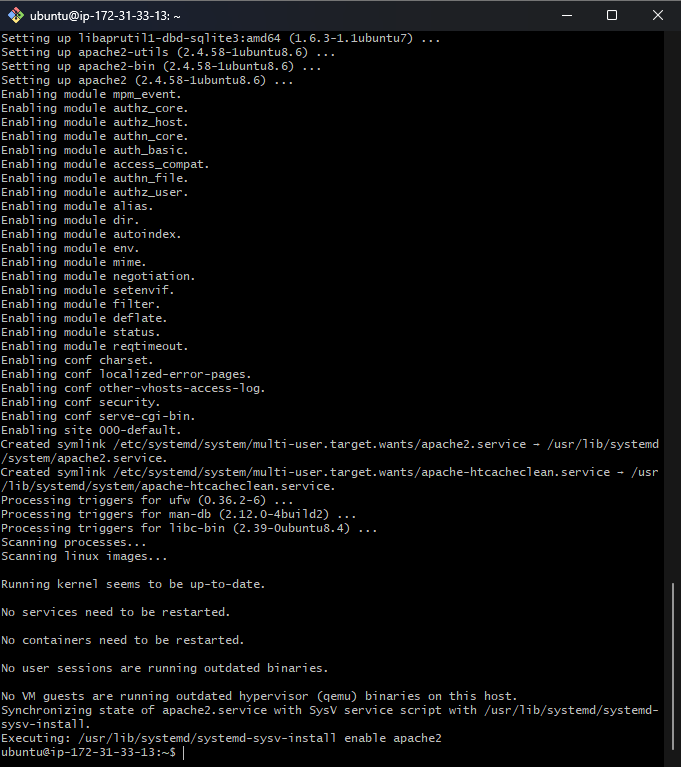 ubuntu@ip-172-31-33-13: ~
Setting up libaprutil1-dbd-sqlite3:amd64 (1.6.3-1.1ubuntu7) ...
Setting up apache2-utils (2.4.58-1ubuntu8.6) ...
Setting up apache2-bin (2.4.58-1ubuntu8.6) ...
Setting up apache2 (2.4.58-1ubuntu8.6) ...
Enabling module mpm_event.
Enabling module authz_core.
Enabling module authz_host.
Enabling module authn_core.
Enabling module auth_basic.
Enabling module access_compat.
Enabling module authn_file.
Enabling module authz_user.
Enabling module alias.
Enabling module dir.
Enabling module autoindex.
Enabling module env.
Enabling module mime.
Enabling module negotiation.
Enabling module setenvif.
Enabling module filter.
Enabling module deflate.
Enabling module status.
Enabling module reqtimeout.
Enabling conf charset.
Enabling conf localized-error-pages.
Enabling conf other-vhosts-access-log.
Enabling conf security.
Enabling conf serve-cgi-bin.
Enabling site 000-default.
Created symlink /etc/systemd/system/multi-user.target.wants/apache2.service → /usr/lib/systemd
/system/apache2.service.
Created symlink /etc/systemd/system/multi-user.target.wants/apache-htcacheclean.service → /usr
/lib/systemd/system/apache-htcacheclean.service.
Processing triggers for ufw (0.36.2-6) ...
Processing triggers for man-db (2.12.0-4build2) ...
Processing triggers for libc-bin (2.39-0ubuntu8.4) ...
Scanning processes...
Scanning linux images...
Running kernel seems to be up-to-date.
No services need to be restarted.
No containers need to be restarted.
No user sessions are running outdated binaries.
No VM guests are running outdated hypervisor (qemu) binaries on this host.
Synchronizing state of apache2.service with SysV service script with /usr/lib/systemd/systemd-
sysv-install.
Executing: /usr/lib/systemd/systemd-sysv-install enable apache2
ubuntu@ip-172-31-33-13:~$